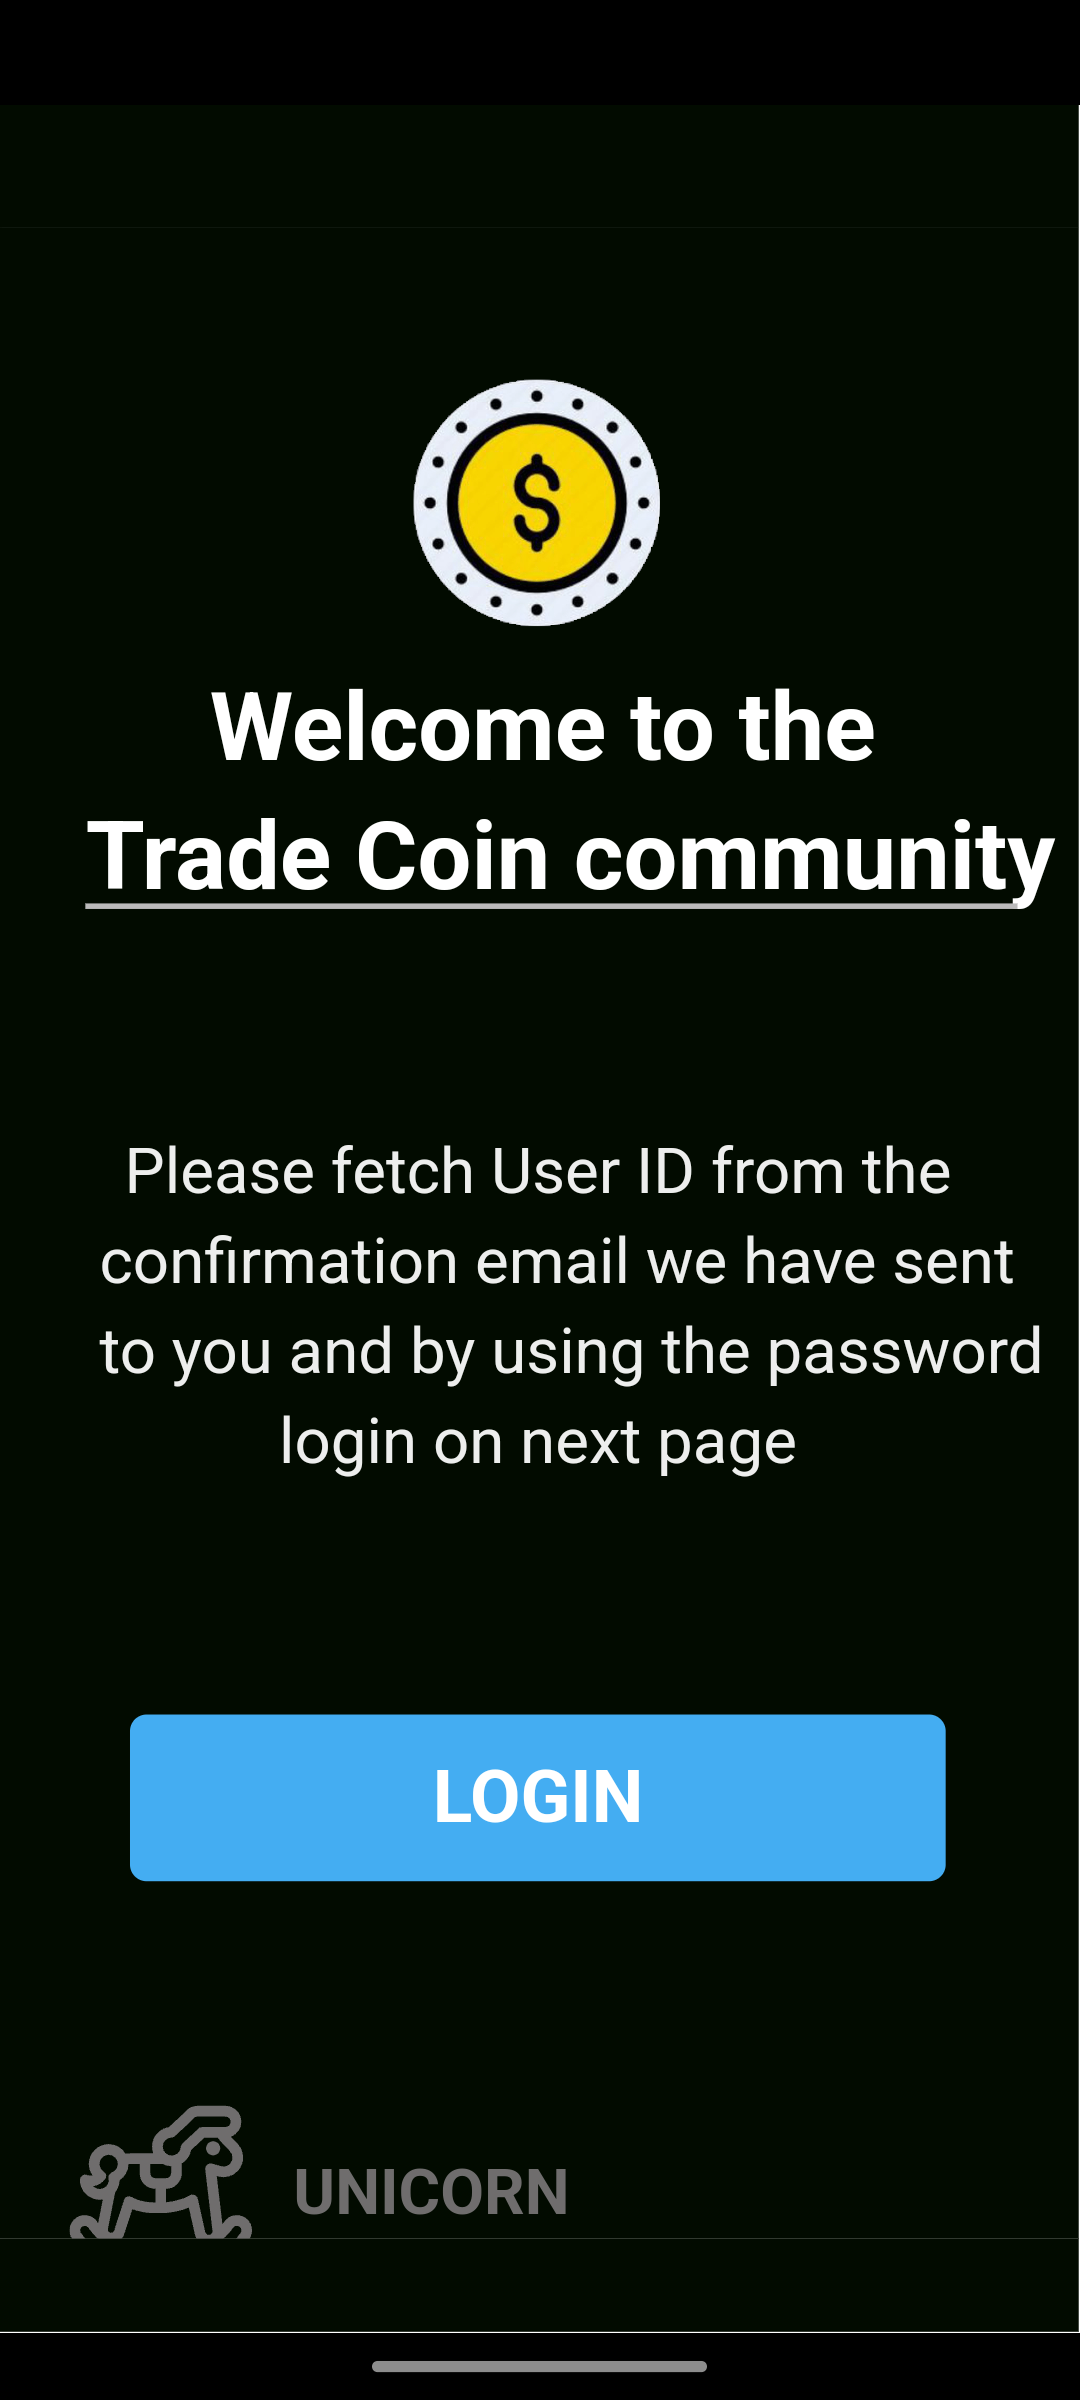 $
Welcome to the
Trade Coin community
Please fetch User ID from the
confirmation email we have sent
to you and by using the password
login on next page
LOGIN
UNICORN